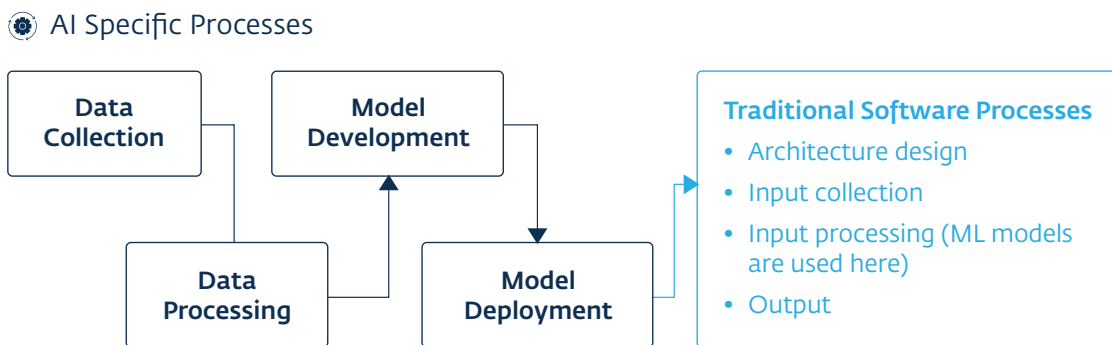 AI Specific Processes
Data
Collection
Model
Development
Data
Processing
Model
Deployment
Traditional Software Processes
• Architecture design
• Input collection
• Input processing (ML models
are used here)
• Output